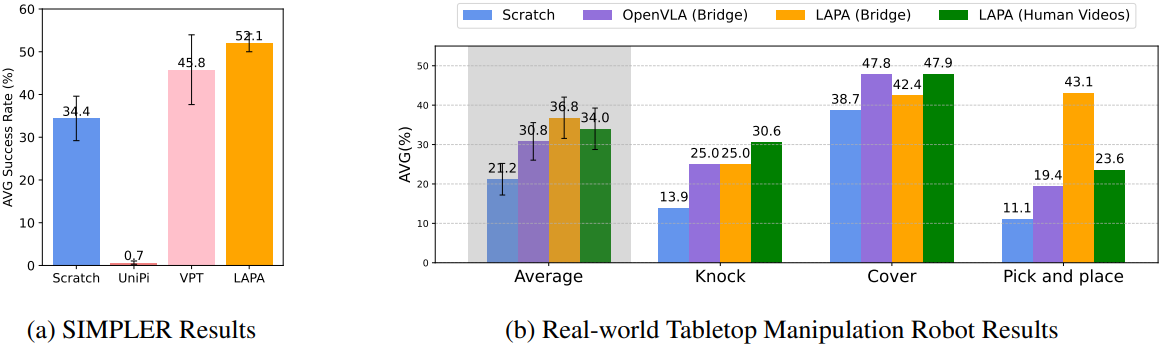 AVG Success Rate (%)
60
50
40
30
20
10
0
34.4
0.7
45.8
52.1
Scratch UniPi VPT LAPA
(a) SIMPLER Results
Scratch OpenVLA (Bridge) LAPA (Bridge) LAPA (Human Videos)
AVG(%)
50
40
30
20
10
0
21.2 30.8 36.8 34.0
13.9 25.0 25.0 30.6
38.7 47.8 42.4 47.9
11.1 19.4 43.1 23.6
Average Knock Cover Pick and place
(b) Real-world Tabletop Manipulation Robot Results